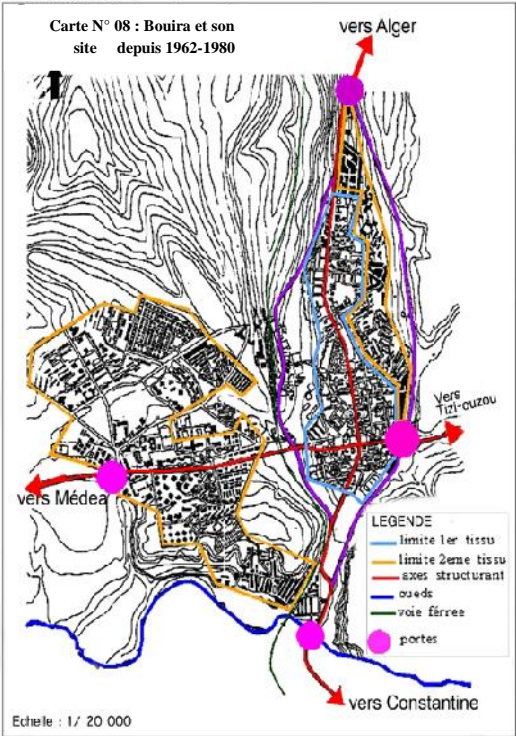 Carte N° 08 : Bouira et son
site depuis 1962-1980
vers Alger
Vers
Tizi-ouzou
vers Médea
LEGENDE
limite 1er tissu
limite 2eme tissu
axes structurant
oueds
voie férree
portes
vers Constantine
Echelle : 1/ 20 000